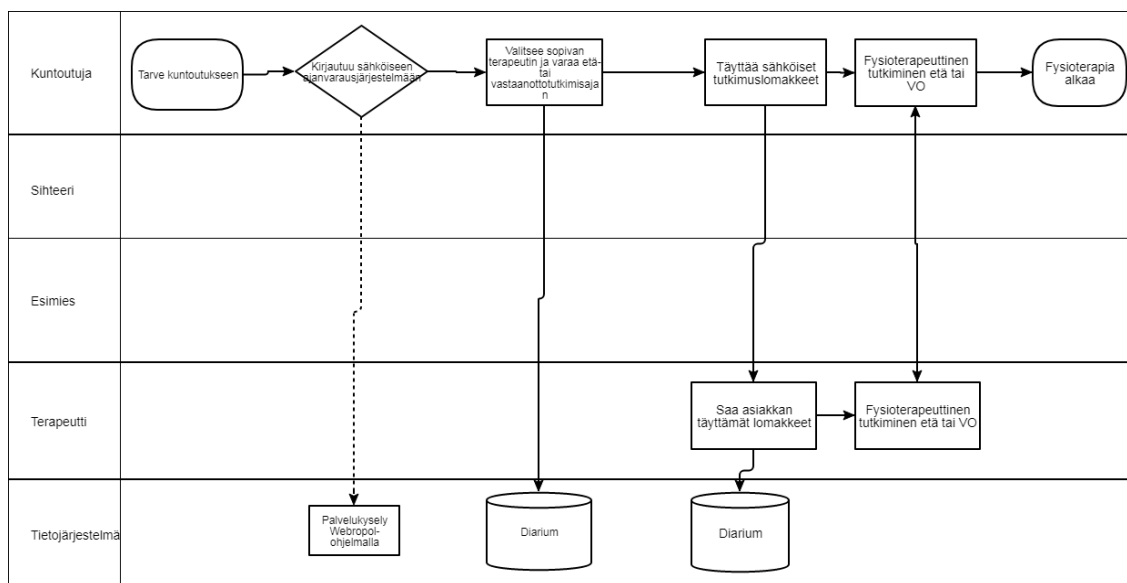 Kuntoutuja
Tarve kuntoutukseen
Kirjautuu sähköiseen
ajanvarausjärjestelmään
Valitsee sopivan
terapeutin ja varaa etä-
tai
vastaanottotutkimisaja
n
Täyttää sähköiset
tutkimuslomakkeet
Fysioterapeuttinen
tutkiminen etä tai
VO
Fysioterapia
alkaa
Sihteeri
Esimies
Terapeutti
Saa asiakkan
täyttämät lomakkeet
Fysioterapeuttinen
tutkiminen etä tai VO
Tietojärjestelmä
Palvelukysely
Webropol-
ohjelmalla
Diarium
Diarium